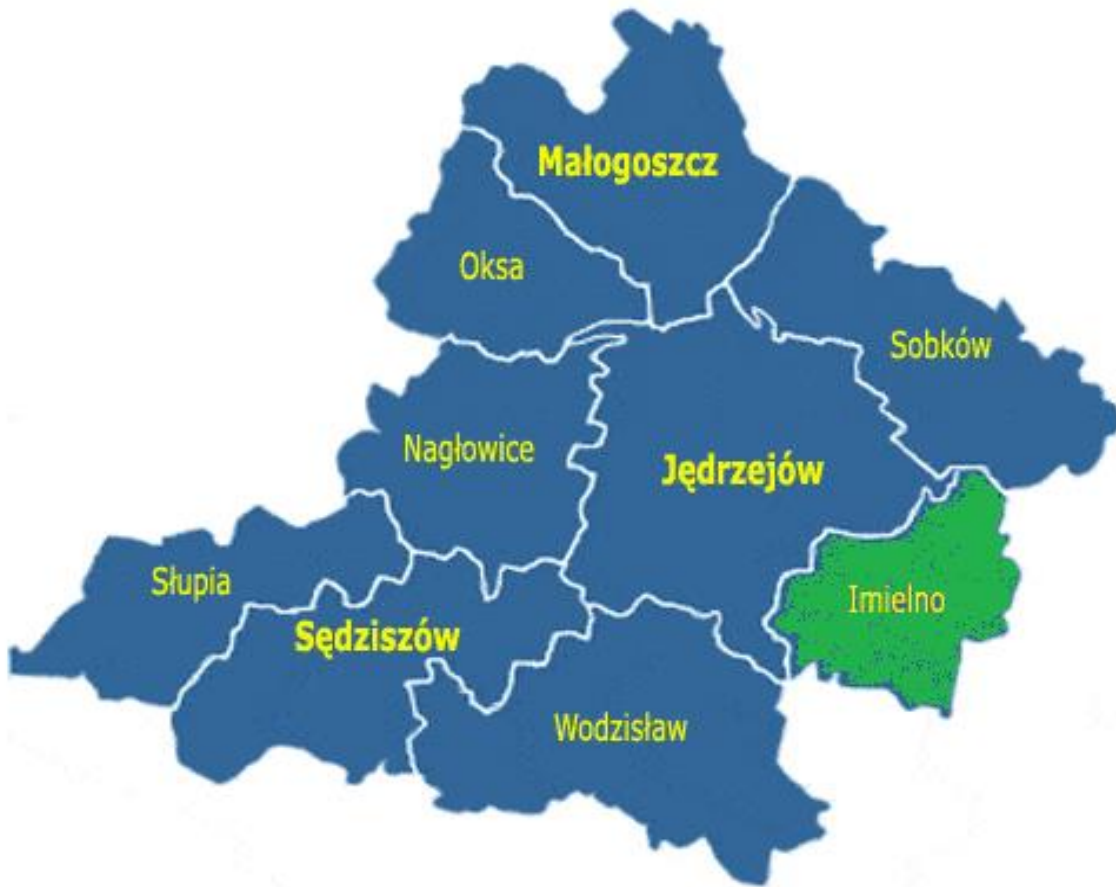 Małogoszcz
Oksa
Sobków
Nagłowice
Jędrzejów
Słupia
Imielno
Sędziszów
Wodzisław